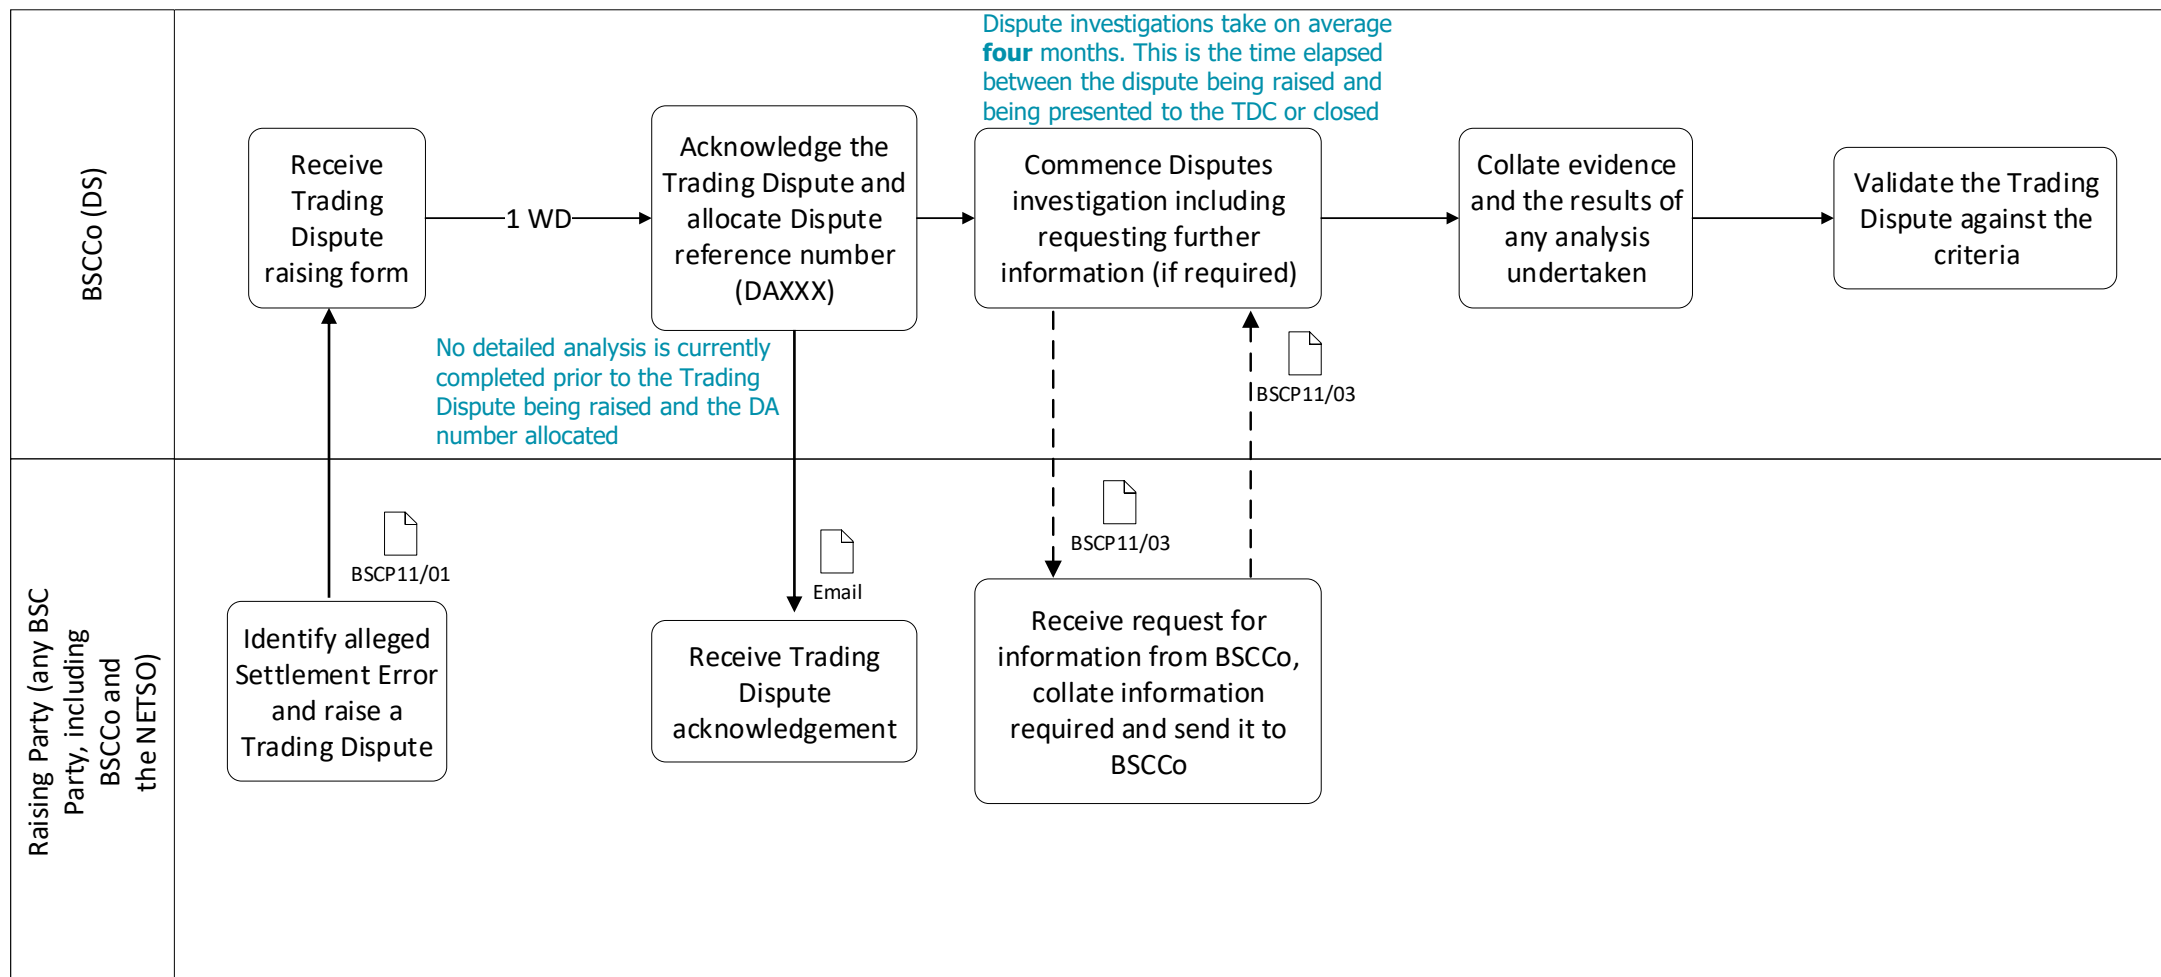 BSCCo (DS)
Receive
Trading
Dispute
raising form
1 WD
Acknowledge the
Trading Dispute and
allocate Dispute
reference number
(DAXXX)
Dispute investigations take on average
four months. This is the time elapsed
between the dispute being raised and
being presented to the TDC or closed
Commence Disputes
investigation including
requesting further
information (if required)
Collate evidence
and the results of
any analysis
undertaken
Validate the Trading
Dispute against the
criteria
No detailed analysis is currently
completed prior to the Trading
Dispute being raised and the DA
number allocated
BSCP11/03
Raising Party (any BSC
Party, including
BSCCo and
the NETSO)
BSCP11/01
Identify alleged
Settlement Error
and raise a
Trading Dispute
Email
Receive Trading
Dispute
acknowledgement
BSCP11/03
Receive request for
information from BSCCo,
collate information
required and send it to
BSCCo